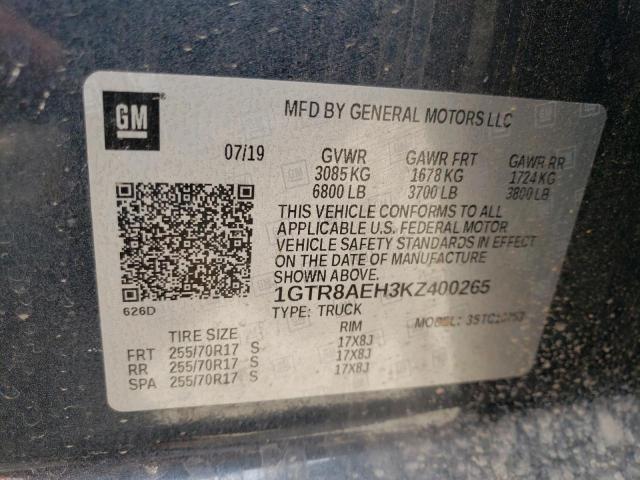 GM
MFD BY GENERAL MOTORS LLC
07/19 GVWR GAWR FRT GAWR RR
3085 KG 1678 KG 1724 KG
6800 LB 3700 LB 3800 LB
THIS VEHICLE CONFORMS TO ALL
APPLICABLE U.S. FEDERAL MOTOR
VEHICLE SAFETY STANDARDS IN EFFECT
ON THE DATE OF MANUFACTURE
SHOWN ABOVE.
1GTR8AEH3KZ400265
626D
TYPE: TRUCK MODEL:
TIRE SIZE RIM
FRT 255/70R17 S 17X8J
RR 255/70R17 S 17X8J
SPA 255/70R17 S 17X8J